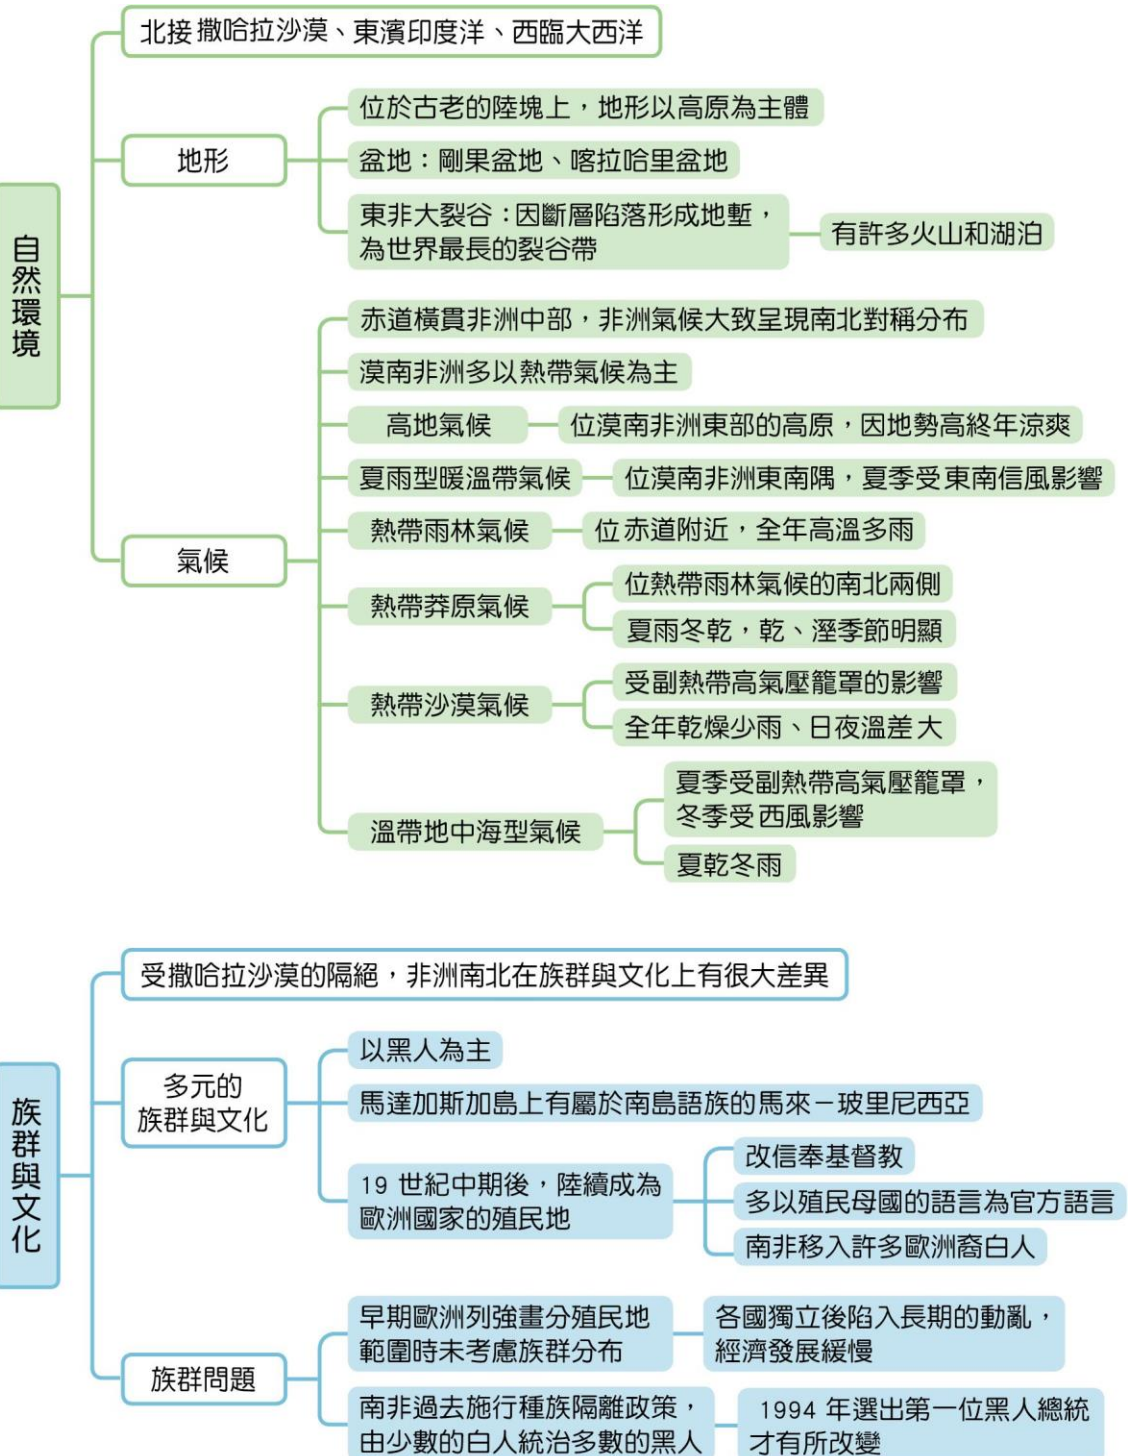 自然環境
北接撒哈拉沙漠、東濱印度洋、西臨大西洋
地形
位於古老的陸塊上，地形以高原為主體
盆地：剛果盆地、喀拉哈里盆地
東非大裂谷：因斷層陷落形成地塹，
為世界最長的裂谷帶
有許多火山和湖泊
氣候
赤道橫貫非洲中部，非洲氣候大致呈現南北對稱分布
漠南非洲多以熱帶氣候為主
高地氣候
位漠南非洲東部的高原，因地勢高終年涼爽
夏雨型暖溫帶氣候
位漠南非洲東南隅，夏季受東南信風影響
熱帶雨林氣候
位赤道附近，全年高溫多雨
熱帶莽原氣候
位熱帶雨林氣候的南北兩側
夏雨冬乾，乾、溼季節明顯
熱帶沙漠氣候
受副熱帶高氣壓籠罩的影響
全年乾燥少雨、日夜溫差大
溫帶地中海型氣候
夏季受副熱帶高氣壓籠罩，
冬季受西風影響
夏乾冬雨
族群與文化
受撒哈拉沙漠的隔絕，非洲南北在族群與文化上有很大差異
多元的
族群與文化
以黑人為主
馬達加斯加島上有屬於南島語族的馬來－玻里尼西亞
19 世紀中期後，陸續成為
歐洲國家的殖民地
改信奉基督教
多以殖民母國的語言為官方語言
南非移入許多歐洲裔白人
族群問題
早期歐洲列強畫分殖民地
範圍時未考慮族群分布
各國獨立後陷入長期的動亂，
經濟發展緩慢
南非過去施行種族隔離政策，
由少數的白人統治多數的黑人
1994 年選出第一位黑人總統
才有所改變